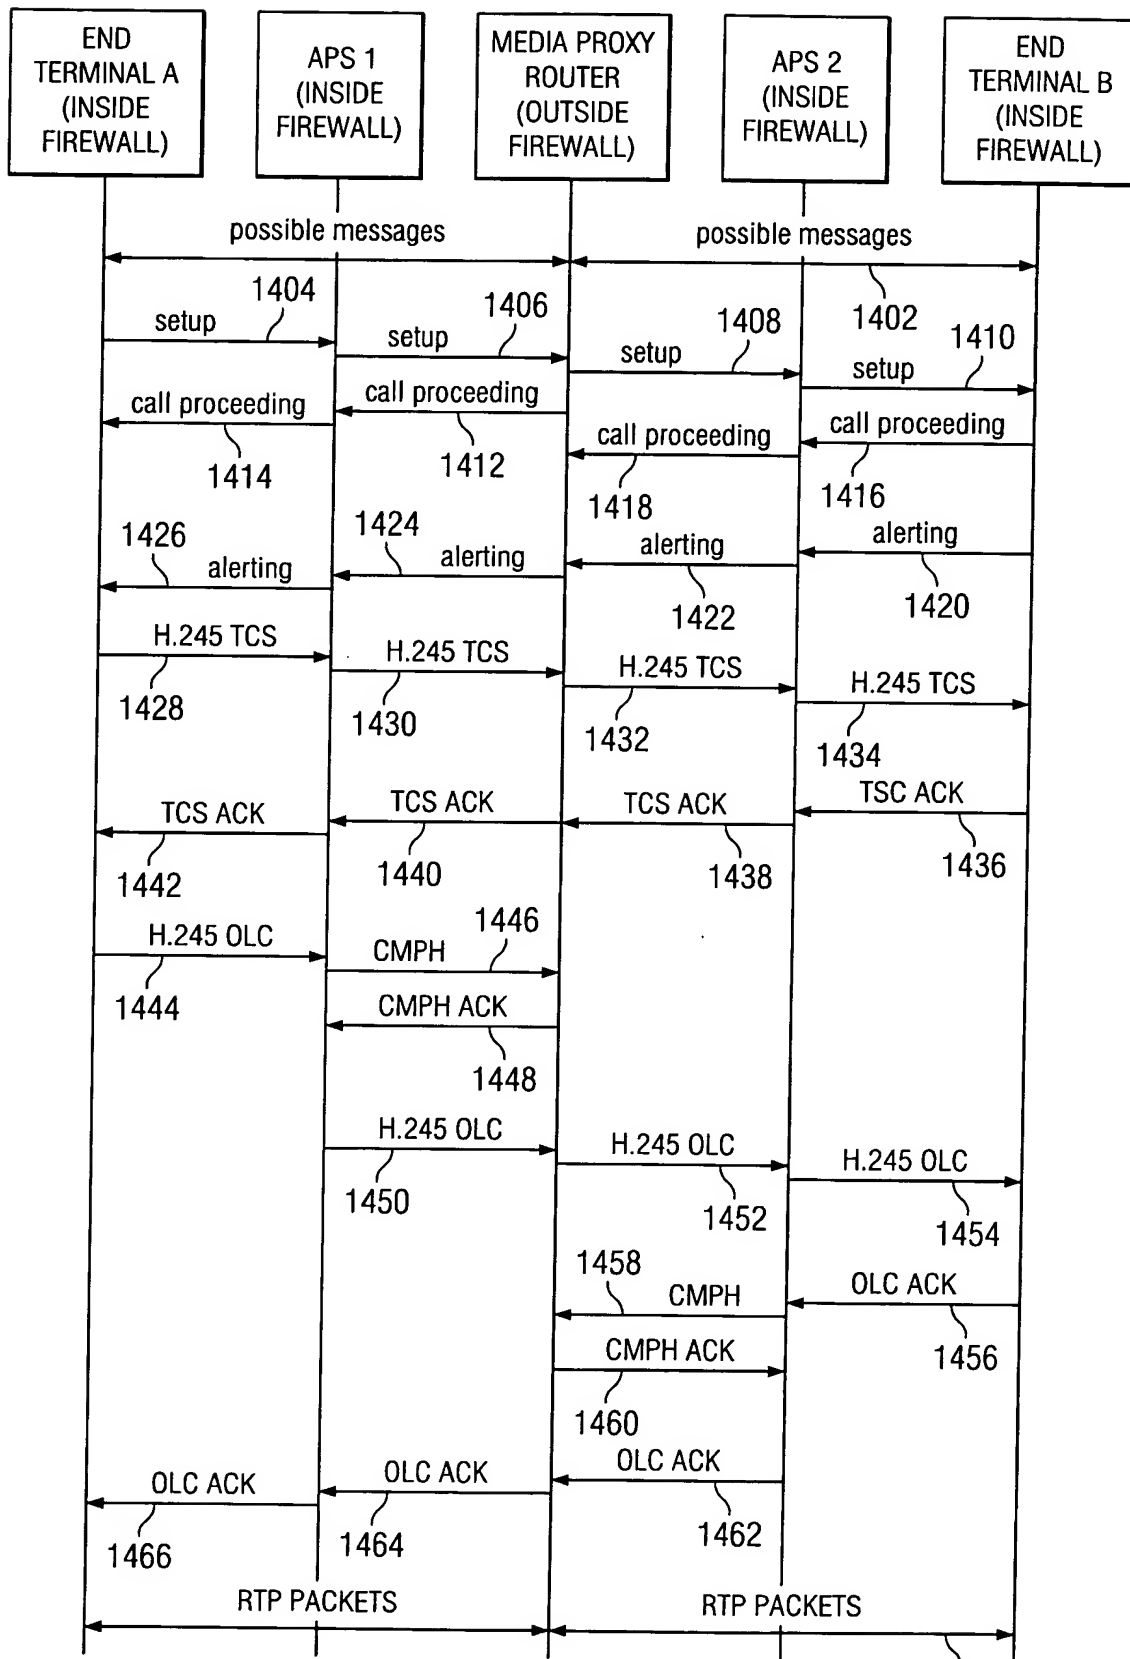 END
TERMINAL A
(INSIDE
FIREWALL)
APS 1
(INSIDE
FIREWALL)
MEDIA PROXY
ROUTER
(OUTSIDE
FIREWALL)
APS 2
(INSIDE
FIREWALL)
END
TERMINAL B
(INSIDE
FIREWALL)
possible messages
possible messages
1402
setup
1404
setup
1406
setup
1408
setup
1410
call proceeding
1412
call proceeding
1414
call proceeding
1416
call proceeding
1418
alerting
1420
alerting
1422
alerting
1424
alerting
1426
H.245 TCS
1428
H.245 TCS
1430
H.245 TCS
1432
H.245 TCS
1434
TSC ACK
1436
TCS ACK
1438
TCS ACK
1440
TCS ACK
1442
H.245 OLC
1444
CMPH
1446
CMPH ACK
1448
H.245 OLC
1450
H.245 OLC
1452
H.245 OLC
1454
OLC ACK
1456
CMPH
1458
CMPH ACK
1460
OLC ACK
1462
OLC ACK
1464
OLC ACK
1466
RTP PACKETS
RTP PACKETS